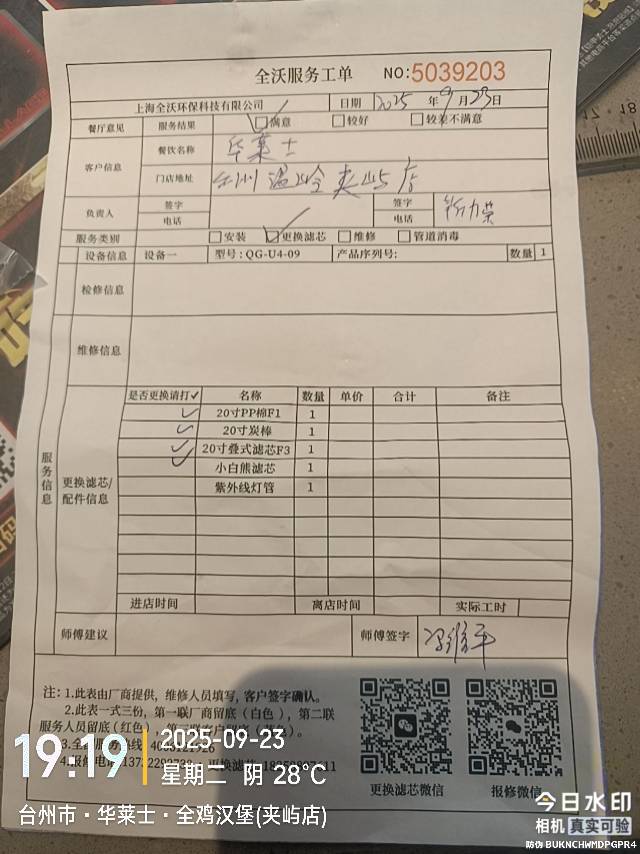 全沃服务工单 NO:5039203
上海全沃环保科技有限公司 日期 2025 年 9 月 23 日
餐厅意见 服务结果 满意 较好 较差不满意
客户信息 餐饮名称 华莱士
门店地址 台州温岭夹屿店
负责人 签字 签字
电话 电话
服务类别 安装 更换滤芯 维修 管道消毒
设备信息 设备一 型号:QG-U4-09 产品序列号: 数量 1
检修信息
维修信息
服务信息
更换滤芯/配件信息
是否更换请打✓ 名称 数量 单价 合计 备注
✓ 20寸PP棉F1 1
✓ 20寸炭棒 1
✓ 20寸叠式滤芯F3 1
✓ 小白熊滤芯 1
紫外线灯管 1
进店时间 离店时间 实际工时
师傅建议 师傅签字
注:1.此表由厂商提供,维修人员填写,客户签字确认。
2.此表一式三份,第一联厂商留底(白色),第二联
服务人员留底(红色)
更换滤芯微信 报修微信
19:19 2025-09-23
星期二 阴 28℃
台州市·华莱士·全鸡汉堡(夹屿店)
今日水印
相机 真实可验
防伪 BUKNCHWMDPGPR4